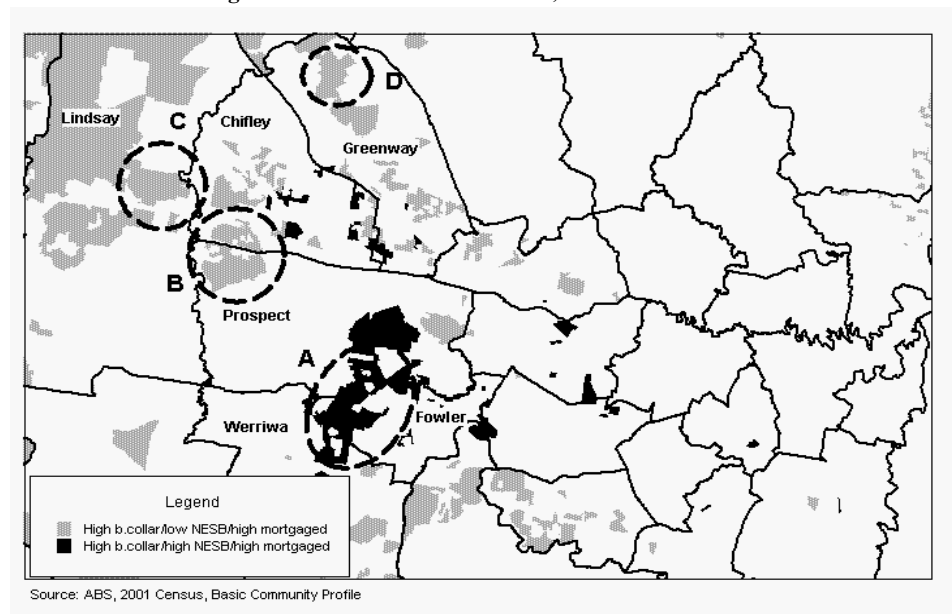 D
Lindsay
C
Chifley
Greenway
B
Prospect
A
Werriwa
Fowler
Legend
High b.collar/low NESB/high mortgaged
High b.collar/high NESB/high mortgaged
Source: ABS, 2001 Census, Basic Community Profile